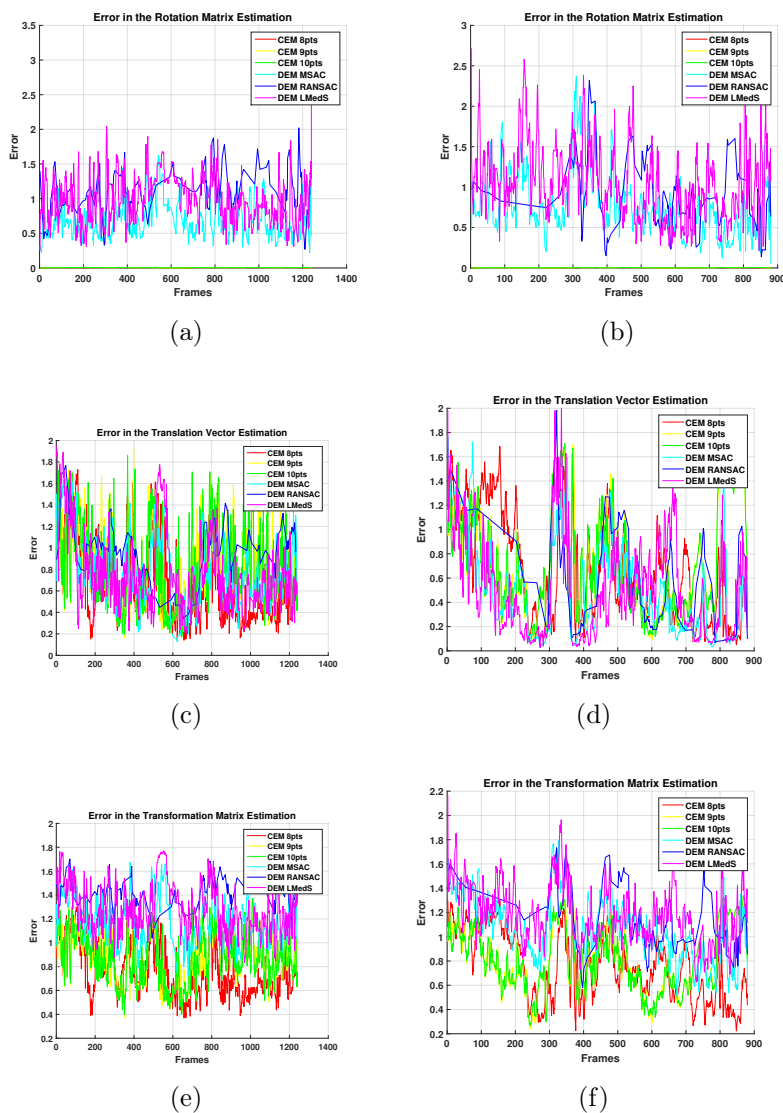 Error in the Rotation Matrix Estimation
3.5
3
2.5
2
1.5
1
0.5
0
Error
0 200 400 600 800 1000 1200 1400
Frames
CEM 8pts
CEM 9pts
CEM 10pts
DEM MSAC
DEM RANSAC
DEM LMedS
(a)
Error in the Rotation Matrix Estimation
3
2.5
2
1.5
1
0.5
0
Error
0 100 200 300 400 500 600 700 800 900
Frames
CEM 8pts
CEM 9pts
CEM 10pts
DEM MSAC
DEM RANSAC
DEM LMedS
(b)
Error in the Translation Vector Estimation
2
1.8
1.6
1.4
1.2
1
0.8
0.6
0.4
0.2
0
Error
0 200 400 600 800 1000 1200 1400
Frames
CEM 8pts
CEM 9pts
CEM 10pts
DEM MSAC
DEM RANSAC
DEM LMedS
(c)
Error in the Translation Vector Estimation
2
1.8
1.6
1.4
1.2
1
0.8
0.6
0.4
0.2
0
Error
0 100 200 300 400 500 600 700 800 900
Frames
CEM 8pts
CEM 9pts
CEM 10pts
DEM MSAC
DEM RANSAC
DEM LMedS
(d)
Error in the Transformation Matrix Estimation
2
1.8
1.6
1.4
1.2
1
0.8
0.6
0.4
0.2
Error
0 200 400 600 800 1000 1200 1400
Frames
CEM 8pts
CEM 9pts
CEM 10pts
DEM MSAC
DEM RANSAC
DEM LMedS
(e)
Error in the Transformation Matrix Estimation
2.2
2
1.8
1.6
1.4
1.2
1
0.8
0.6
0.4
0.2
Error
0 100 200 300 400 500 600 700 800 900
Frames
CEM 8pts
CEM 9pts
CEM 10pts
DEM MSAC
DEM RANSAC
DEM LMedS
(f)